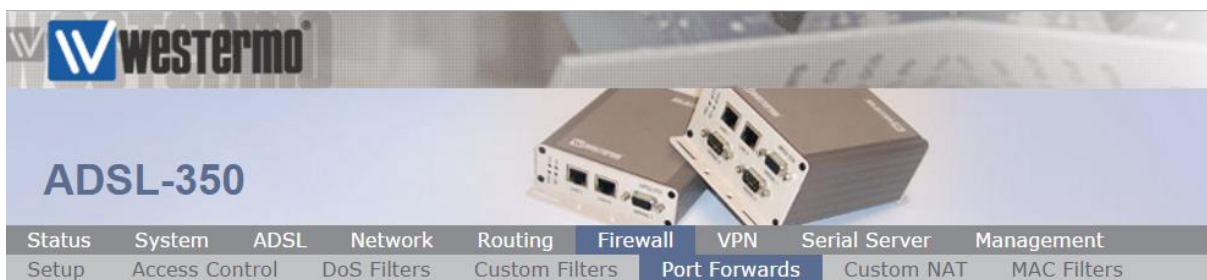 westermo
ADSL-350
Status System ADSL Network Routing Firewall VPN Serial Server Management
Setup Access Control DoS Filters Custom Filters Port Forwards Custom NAT MAC Filters